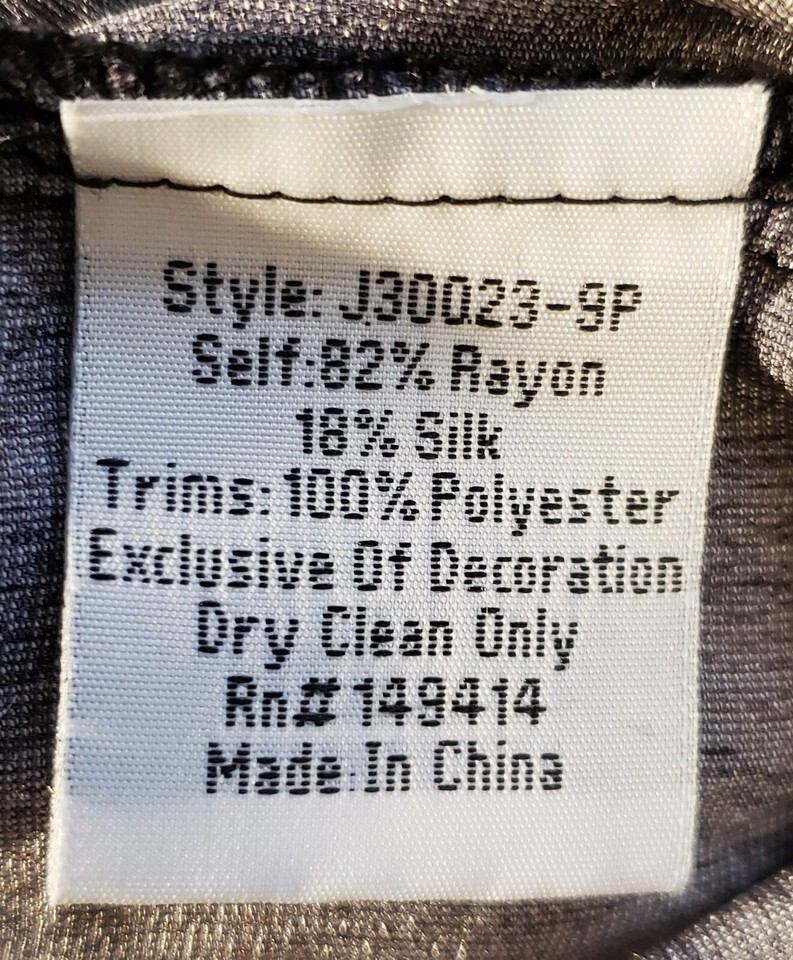 Style: J30023-9P
Self:82% Rayon
18% Silk
Trims:100% Polyester
Exclusive Of Decoration
Dry Clean Only
Rn# 149414
Made In China